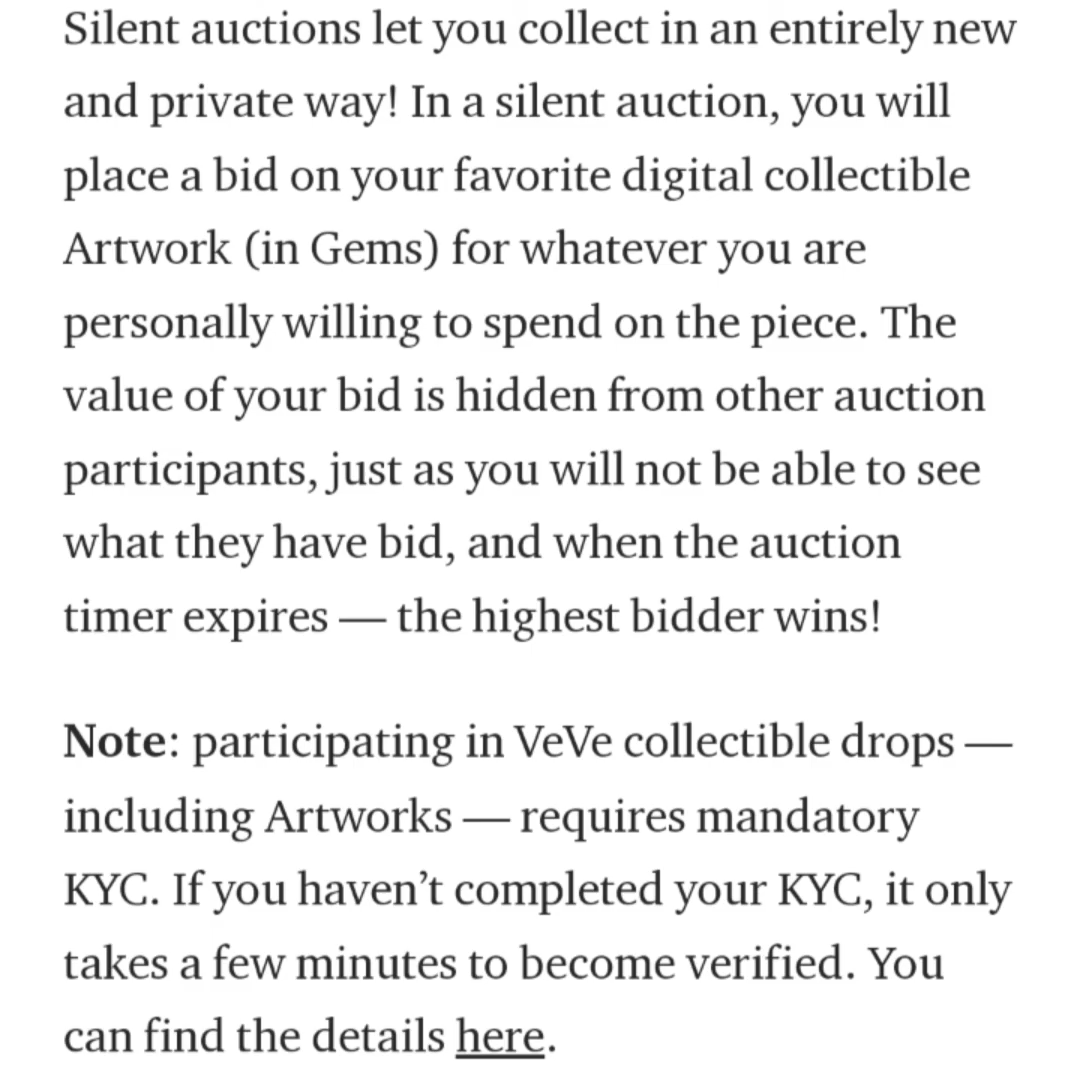 Silent auctions let you collect in an entirely new
and private way! In a silent auction, you will
place a bid on your favorite digital collectible
Artwork (in Gems) for whatever you are
personally willing to spend on the piece. The
value of your bid is hidden from other auction
participants, just as you will not be able to see
what they have bid, and when the auction
timer expires — the highest bidder wins!
Note: participating in VeVe collectible drops —
including Artworks — requires mandatory
KYC. If you haven’t completed your KYC, it only
takes a few minutes to become verified. You
can find the details here.